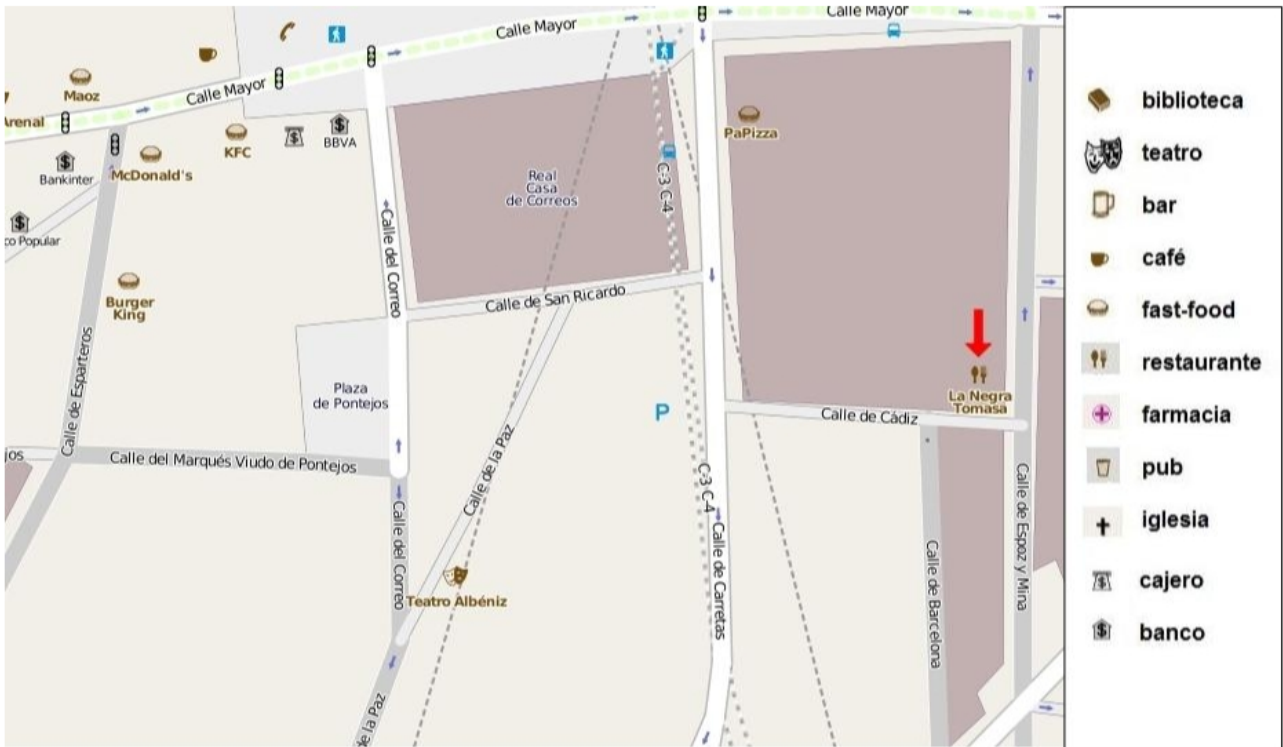 Calle Mayor
Calle Mayor
Calle Mayor
Maoz
Arenal
KFC
BBVA
PaPizza
Bankinter
McDonald's
Real
Casa
de Correos
C-3 C-4
co Popular
Calle del Correo
Burger
King
Calle de San Ricardo
Calle de Esparteros
Plaza
de Pontejos
P
La Negra
Tomasa
Calle de Cádiz
jos
Calle del Marqués Viudo de Pontejos
Calle de la Paz
C-3 C-4
Calle de Espoz y Mina
Calle del Correo
Calle de Carretas
Calle de Barcelona
Teatro Albéniz
de la Paz
biblioteca
teatro
bar
café
fast-food
restaurante
farmacia
pub
iglesia
cajero
banco